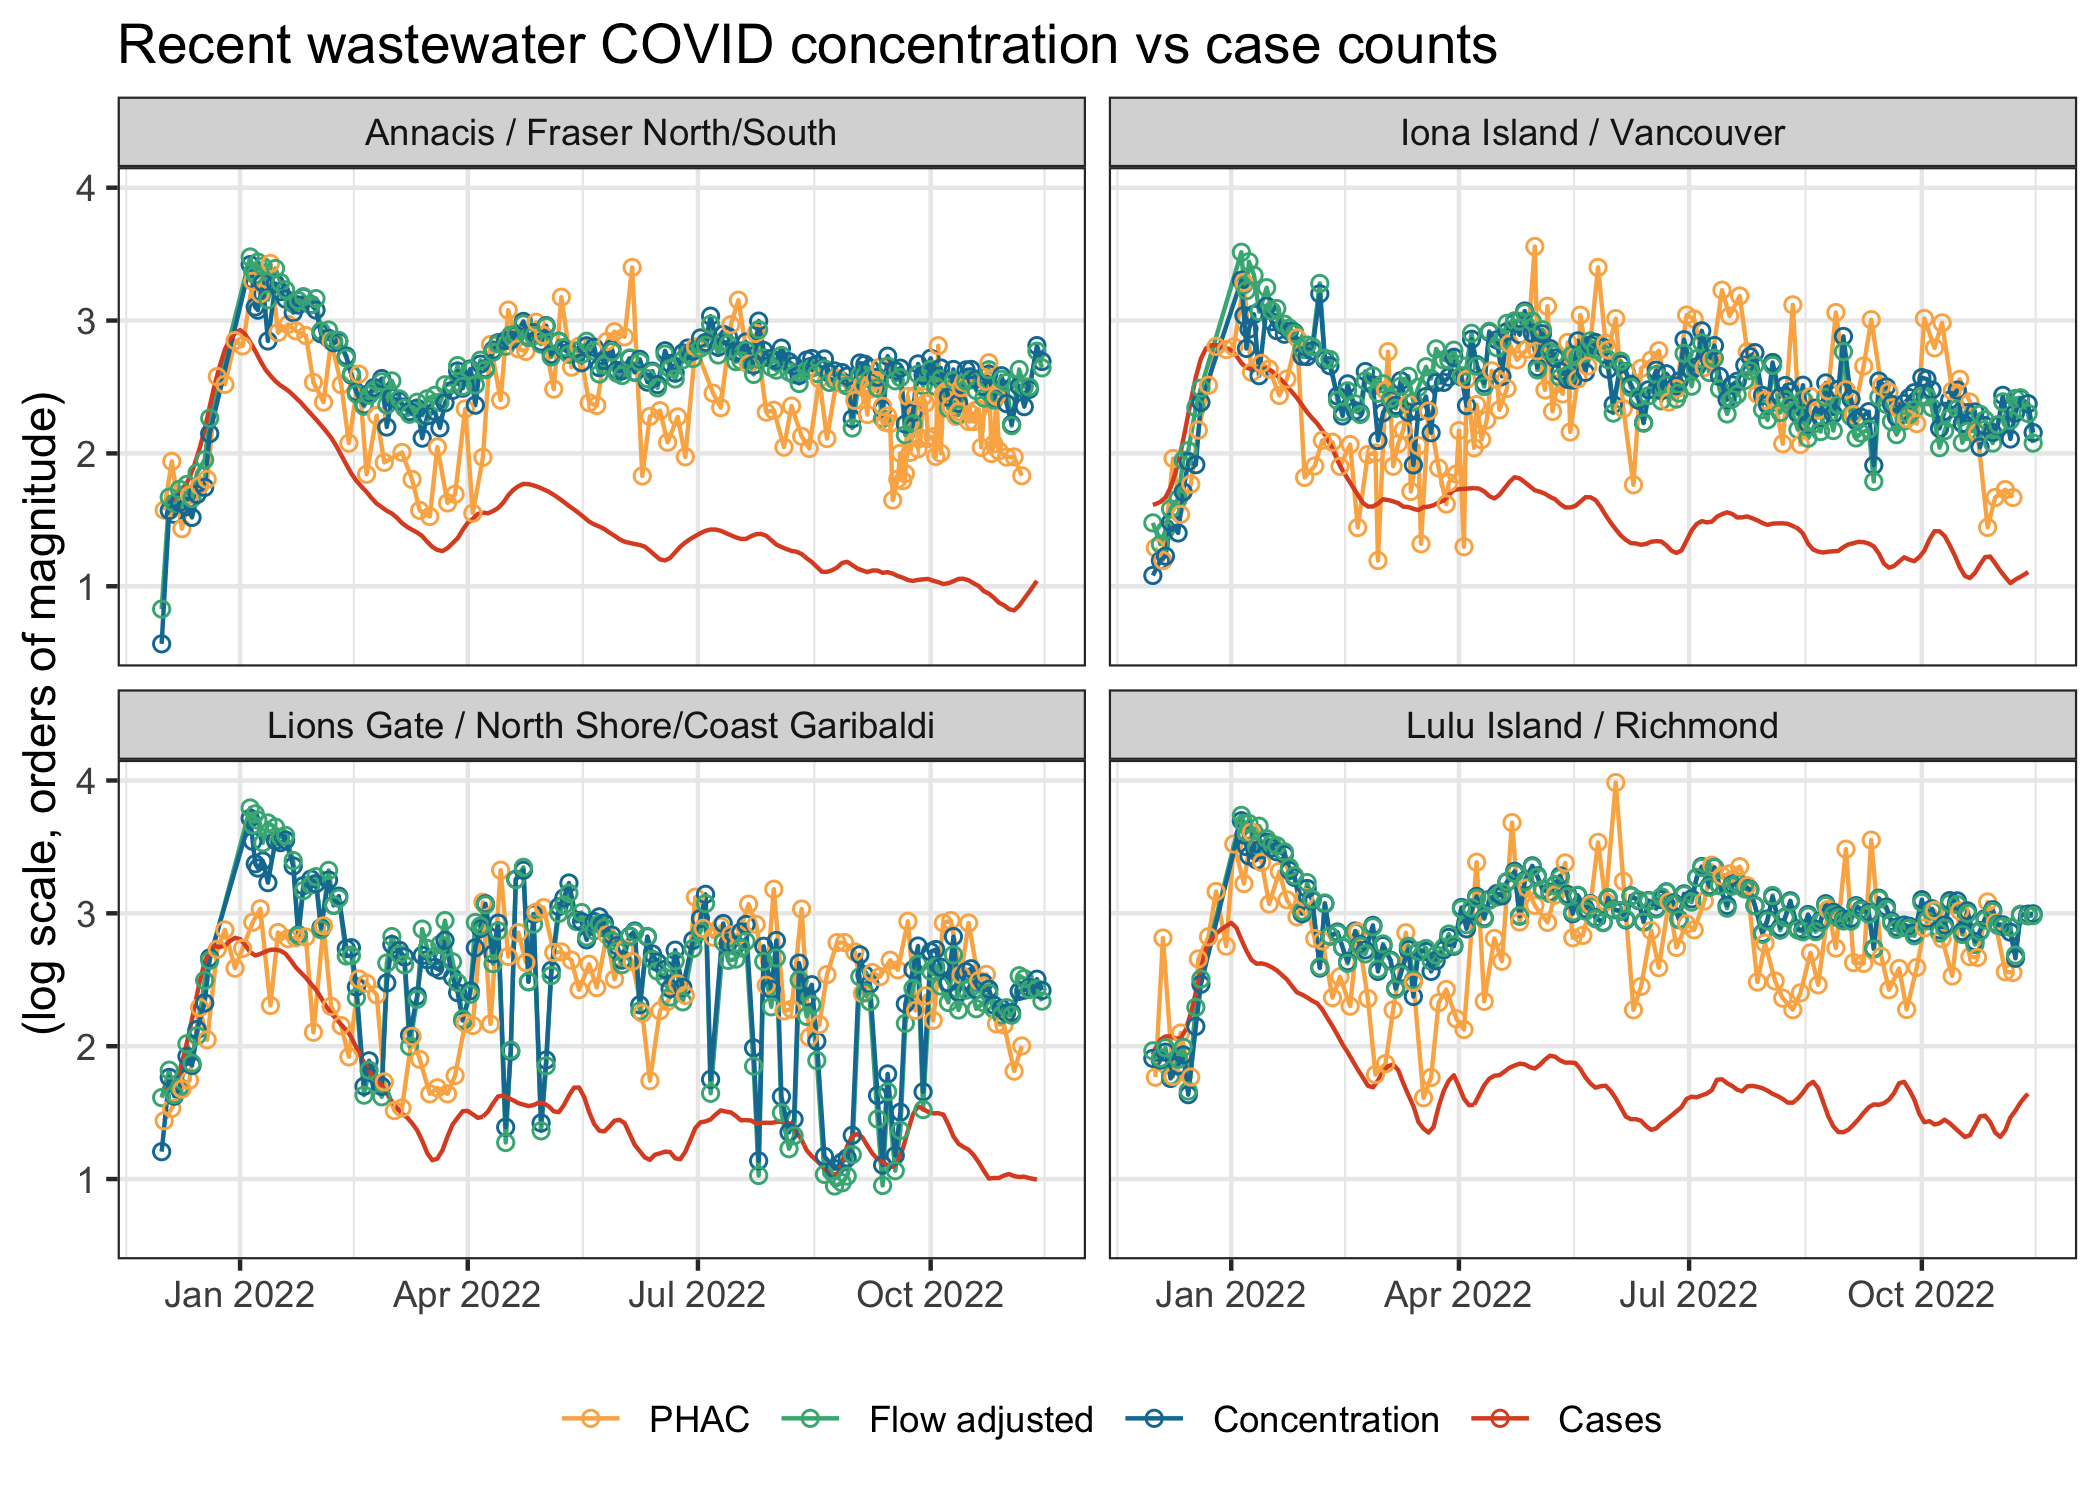 Recent wastewater COVID concentration vs case counts
Annacis / Fraser North/South
Iona Island / Vancouver
4
3
2
1
(log scale, orders of magnitude)
Lions Gate / North Shore/Coast Garibaldi
Lulu Island / Richmond
4
3
2
1
Jan 2022 Apr 2022 Jul 2022 Oct 2022
Jan 2022 Apr 2022 Jul 2022 Oct 2022
PHAC Flow adjusted Concentration Cases